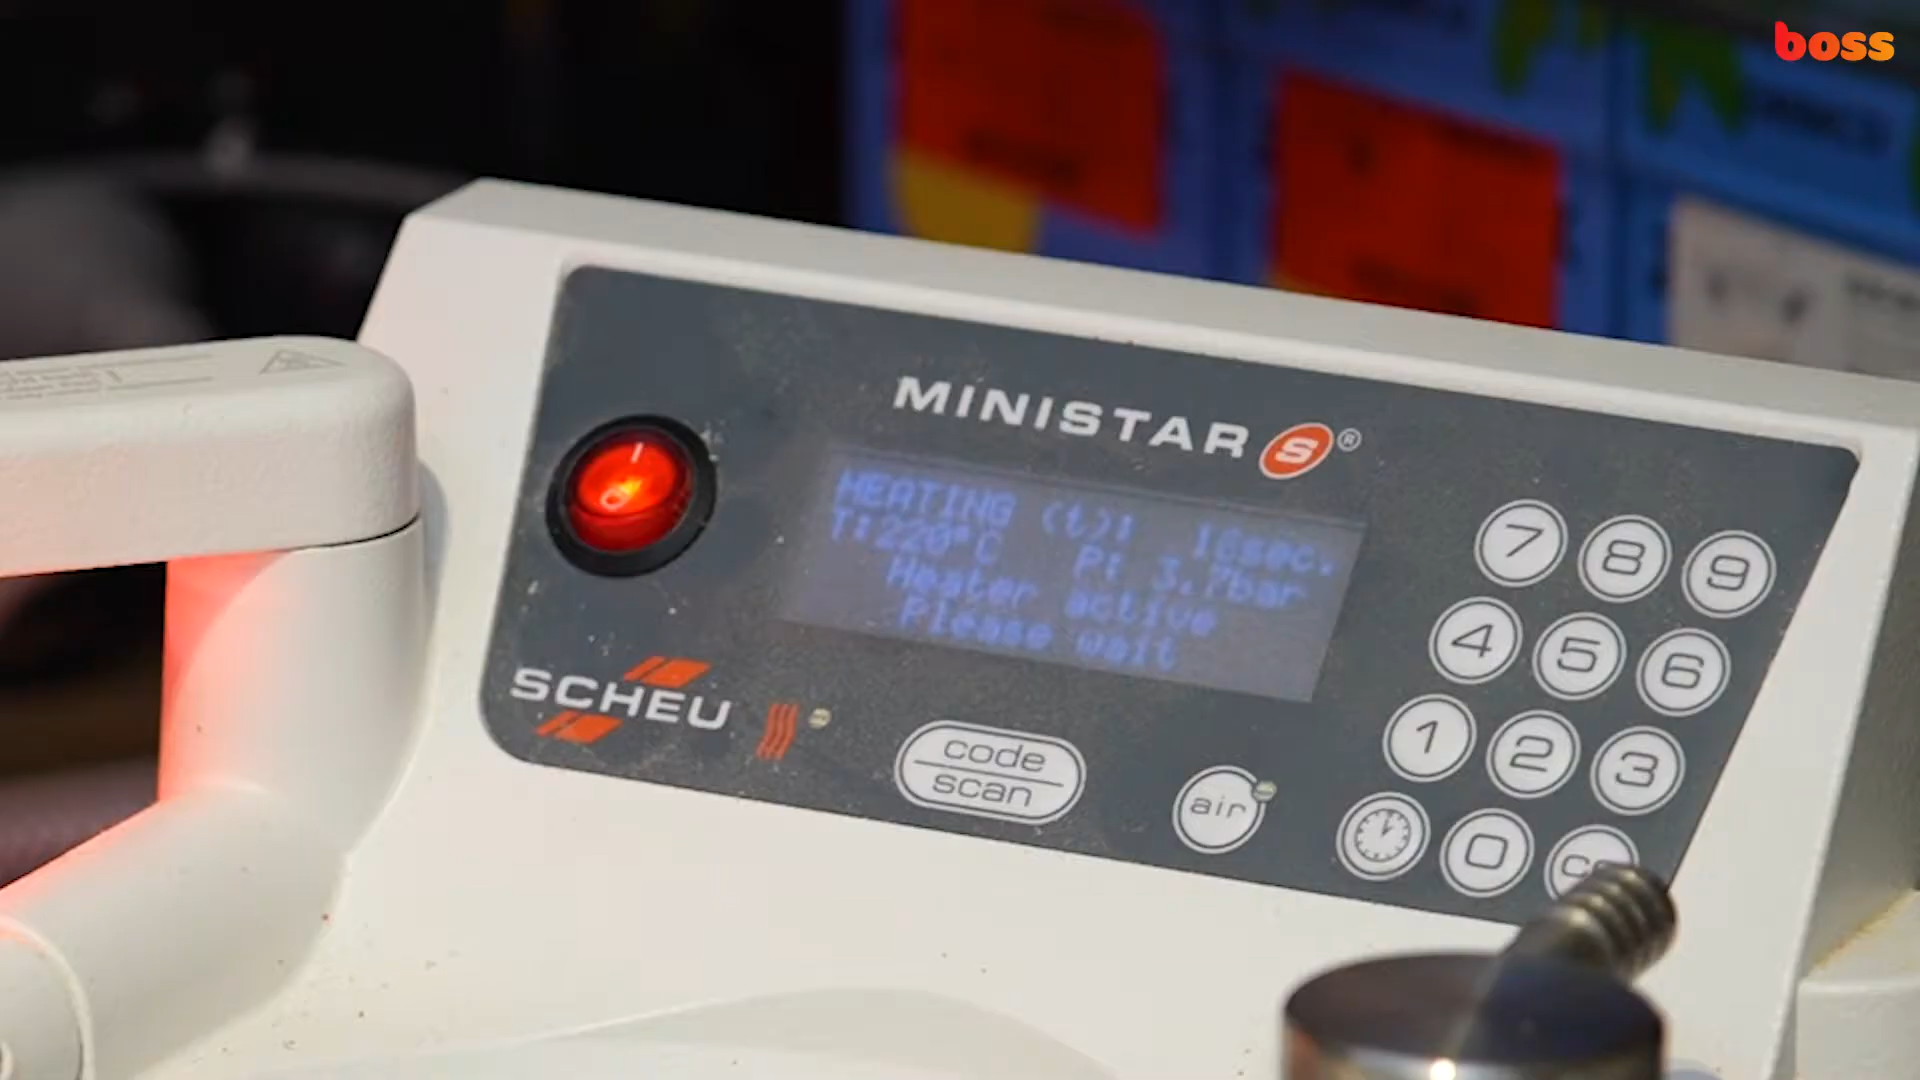 boss
MINISTAR S®
HEATING (t): 16sec.
T:220°C P: 3.7bar
Heater active
Please wait
SCHEU
code
scan
air
7 8 9
4 5 6
1 2 3
0